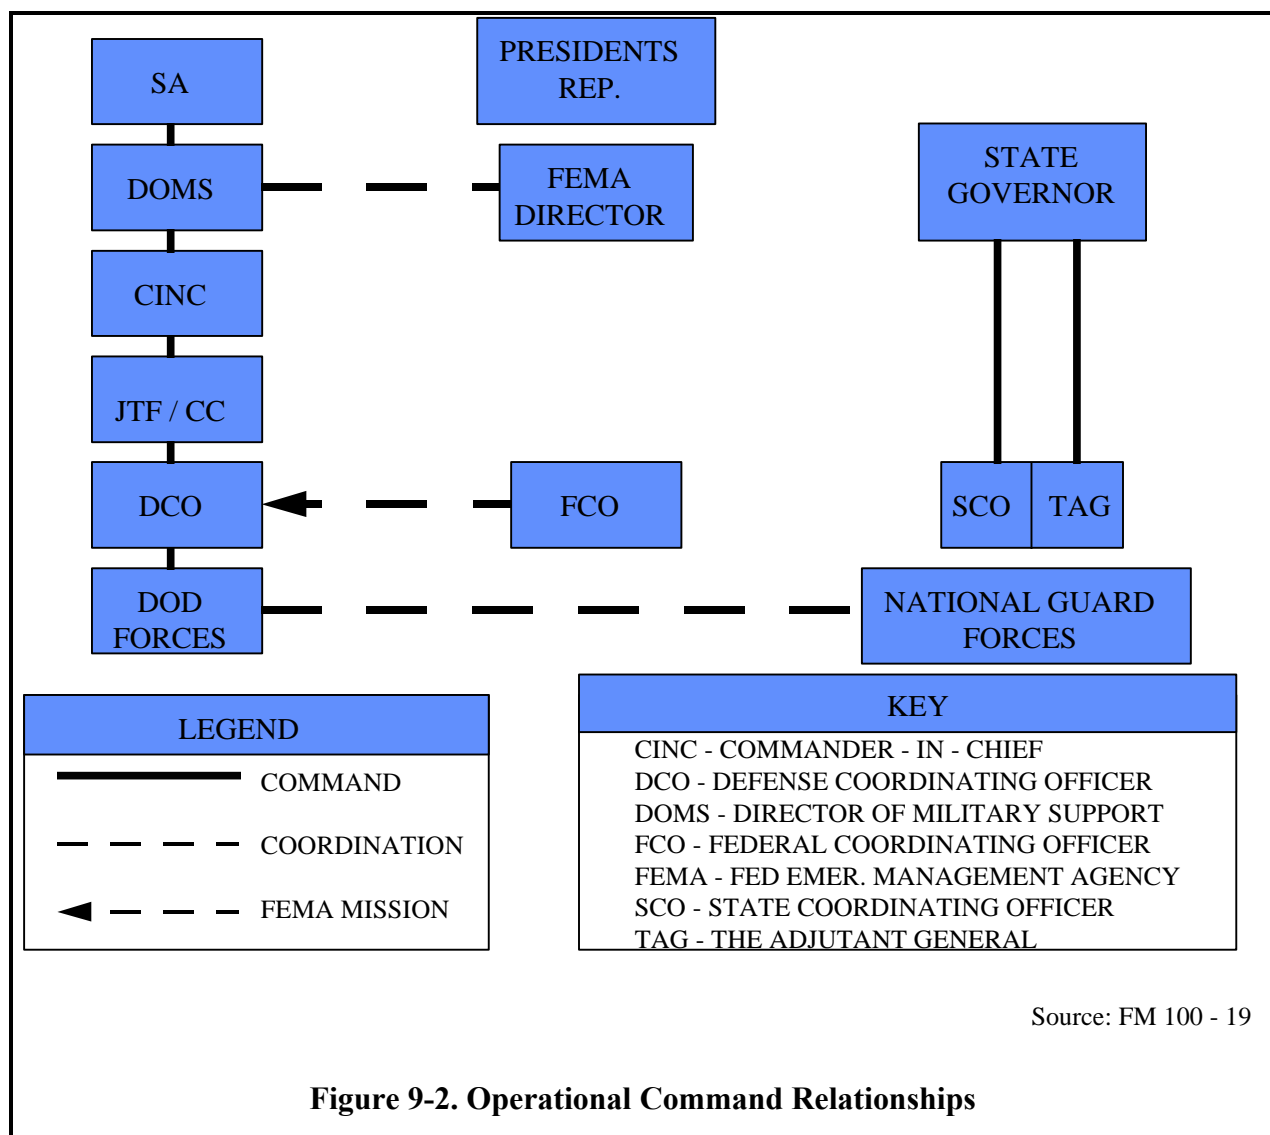 SA
PRESIDENTS
REP.
DOMS
FEMA
DIRECTOR
STATE
GOVERNOR
CINC
JTF / CC
DCO
FCO
SCO
TAG
DOD
FORCES
NATIONAL GUARD
FORCES
LEGEND
COMMAND
COORDINATION
FEMA MISSION
KEY
CINC - COMMANDER - IN - CHIEF
DCO - DEFENSE COORDINATING OFFICER
DOMS - DIRECTOR OF MILITARY SUPPORT
FCO - FEDERAL COORDINATING OFFICER
FEMA - FED EMER. MANAGEMENT AGENCY
SCO - STATE COORDINATING OFFICER
TAG - THE ADJUTANT GENERAL
Source: FM 100 - 19
Figure 9-2. Operational Command Relationships